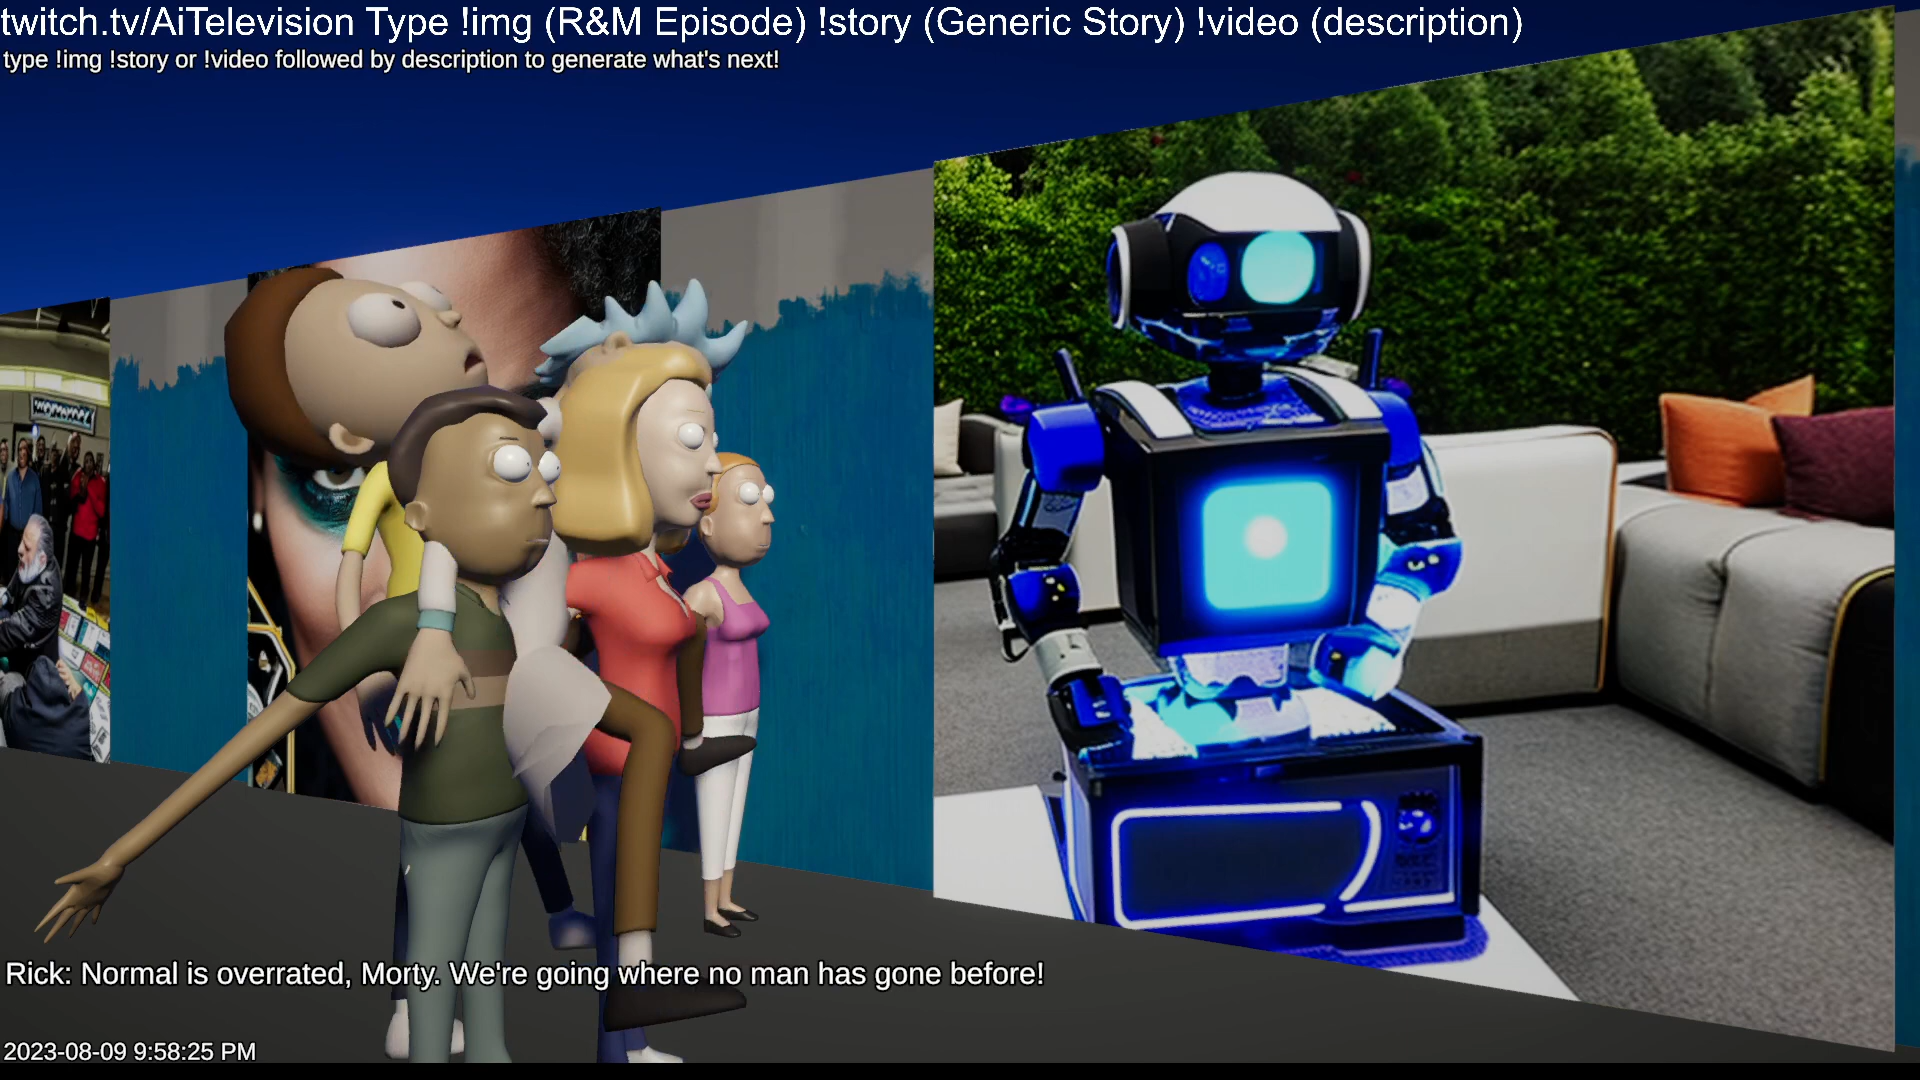 twitch.tv/AiTelevision Type !img (R&M Episode) !story (Generic Story) !video (description)
type !img !story or !video followed by description to generate what's next!
Rick: Normal is overrated, Morty. We're going where no man has gone before!
2023-08-09 9:58:25 PM